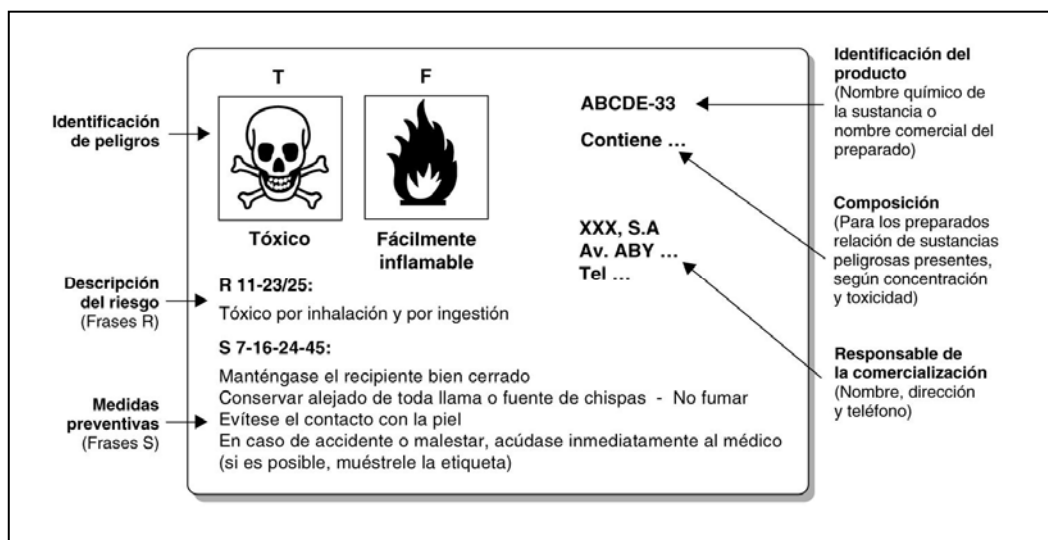 Identificación
de peligros
Descripción
del riesgo
(Frases R)
Medidas
preventivas
(Frases S)
T
F
Tóxico
Fácilmente
inflamable
R 11-23/25:
Tóxico por inhalación y por ingestión
S 7-16-24-45:
Manténgase el recipiente bien cerrado
Conservar alejado de toda llama o fuente de chispas - No fumar
Evítese el contacto con la piel
En caso de accidente o malestar, acúdase inmediatamente al médico
(si es posible, muéstrele la etiqueta)
ABCDE-33
Contiene ...
XXX, S.A
Av. ABY ...
Tel ...
Identificación del
producto
(Nombre químico de
la sustancia o
nombre comercial del
preparado)
Composición
(Para los preparados
relación de sustancias
peligrosas presentes,
según concentración
y toxicidad)
Responsable de
la comercialización
(Nombre, dirección
y teléfono)